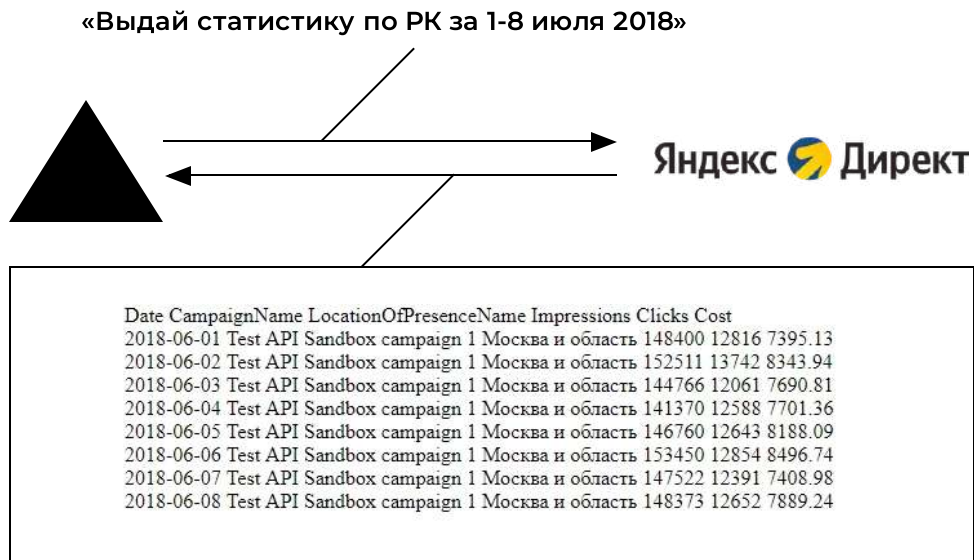 «Выдай статистику по РК за 1-8 июля 2018»
Яндекс Директ
Date CampaignName LocationOfPresenceName Impressions Clicks Cost
2018-06-01 Test API Sandbox campaign 1 Москва и область 148400 12816 7395.13
2018-06-02 Test API Sandbox campaign 1 Москва и область 152511 13742 8343.94
2018-06-03 Test API Sandbox campaign 1 Москва и область 144766 12061 7690.81
2018-06-04 Test API Sandbox campaign 1 Москва и область 141370 12588 7701.36
2018-06-05 Test API Sandbox campaign 1 Москва и область 146760 12643 8188.09
2018-06-06 Test API Sandbox campaign 1 Москва и область 153450 12854 8496.74
2018-06-07 Test API Sandbox campaign 1 Москва и область 147522 12391 7408.98
2018-06-08 Test API Sandbox campaign 1 Москва и область 148373 12652 7889.24